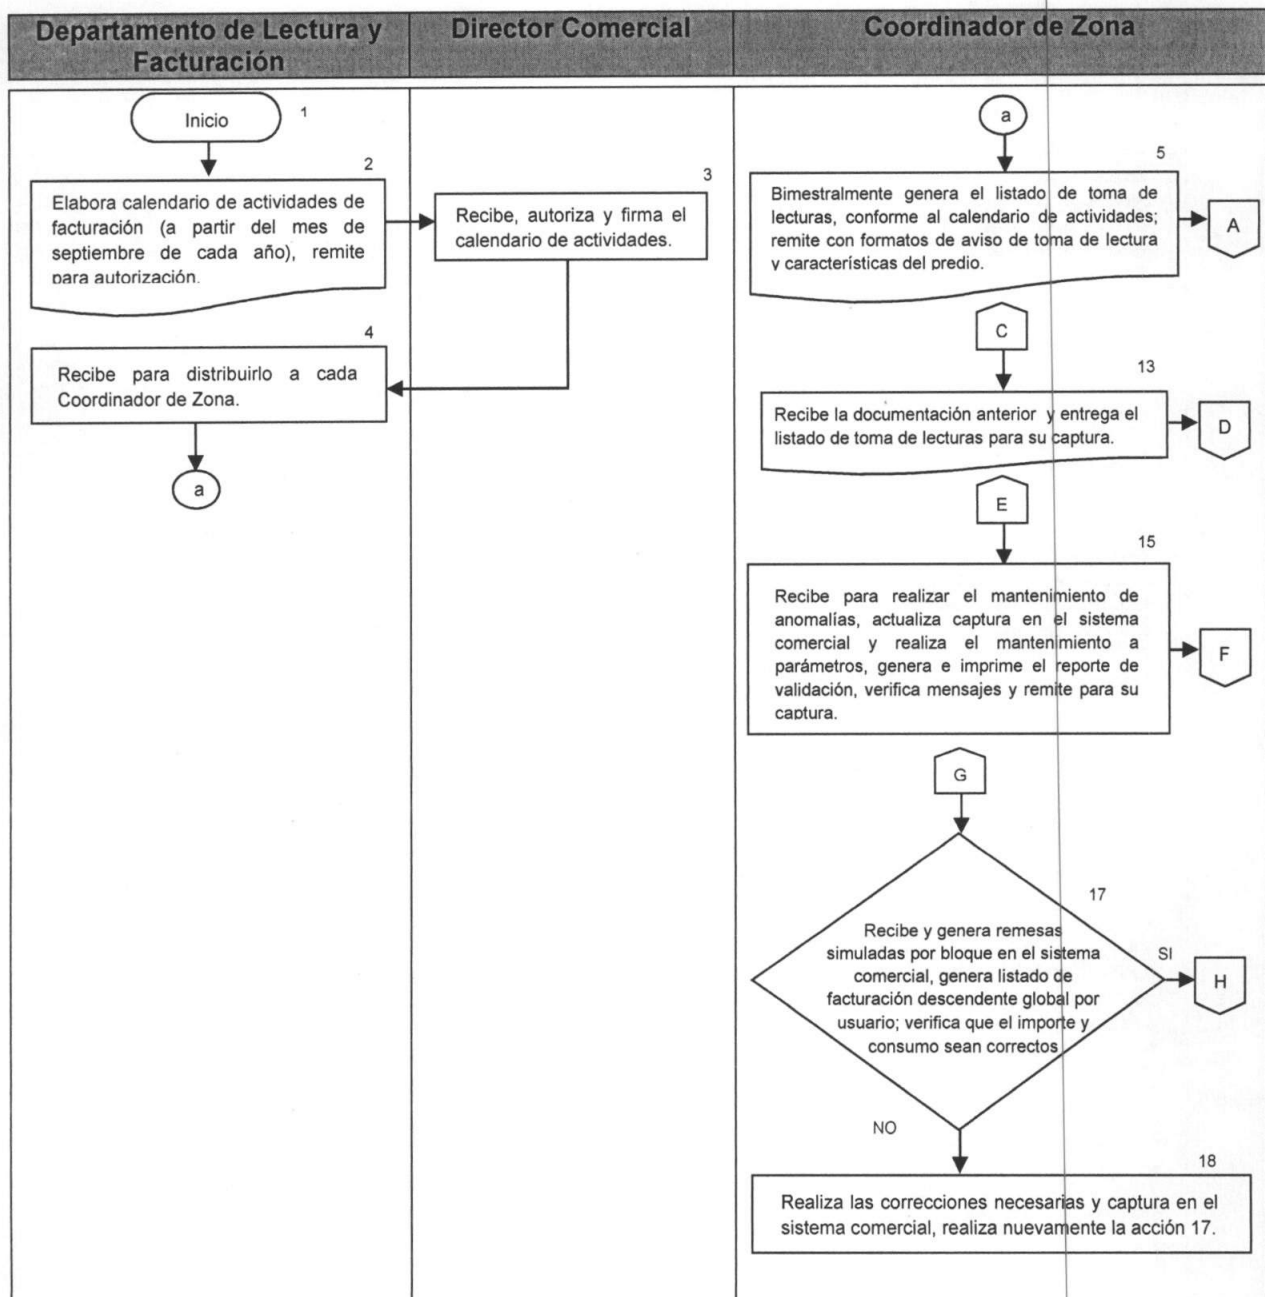 Departamento de Lectura y
Facturación
Director Comercial
Coordinador de Zona
Inicio
1
2
Elabora calendario de actividades de
facturación (a partir del mes de
septiembre de cada año), remite
para autorización.
3
Recibe, autoriza y firma el
calendario de actividades.
4
Recibe para distribuirlo a cada
Coordinador de Zona.
a
a
5
Bimestralmente genera el listado de toma de
lecturas, conforme al calendario de actividades;
remite con formatos de aviso de toma de lectura
y características del predio.
A
C
13
Recibe la documentación anterior y entrega el
listado de toma de lecturas para su captura.
D
E
15
Recibe para realizar el mantenimiento de
anomalías, actualiza captura en el sistema
comercial y realiza el mantenimiento a
parámetros, genera e imprime el reporte de
validación, verifica mensajes y remite para su
captura.
F
G
17
Recibe y genera remesas
simuladas por bloque en el sistema
comercial, genera listado de
facturación descendente global por
usuario; verifica que el importe y
consumo sean correctos
SI
H
NO
18
Realiza las correcciones necesarias y captura en el
sistema comercial, realiza nuevamente la acción 17.